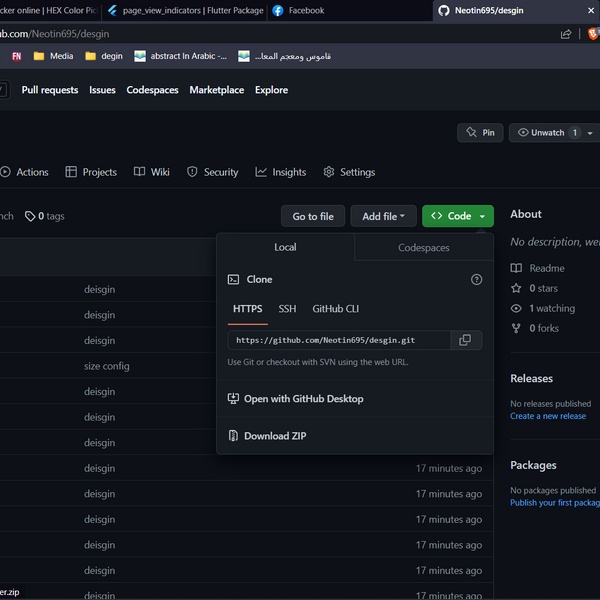 cker online | HEX Color Pic
page_view_indicators | Flutter Package
Facebook
Neotin695/desgin
ub.com/Neotin695/desgin
FN
Media
degin
abstract In Arabic -...
قاموس ومعجم المعا...
Pull requests
Issues
Codespaces
Marketplace
Explore
Pin
Unwatch 1
Actions
Projects
Wiki
Security
Insights
Settings
nch
0 tags
Go to file
Add file
<> Code
About
Local
Codespaces
No description, we
Clone
Readme
deisgin
0 stars
HTTPS
SSH
GitHub CLI
1 watching
deisgin
0 forks
https://github.com/Neotin695/desgin.git
deisgin
Use Git or checkout with SVN using the web URL.
size config
Releases
deisgin
Open with GitHub Desktop
No releases published
Create a new release
deisgin
Download ZIP
deisgin
Packages
deisgin
17 minutes ago
No packages published
Publish your first packag
deisgin
17 minutes ago
deisgin
17 minutes ago
deisgin
17 minutes ago
deisgin
17 minutes ago
er.zip
deisgin
17 minutes ago